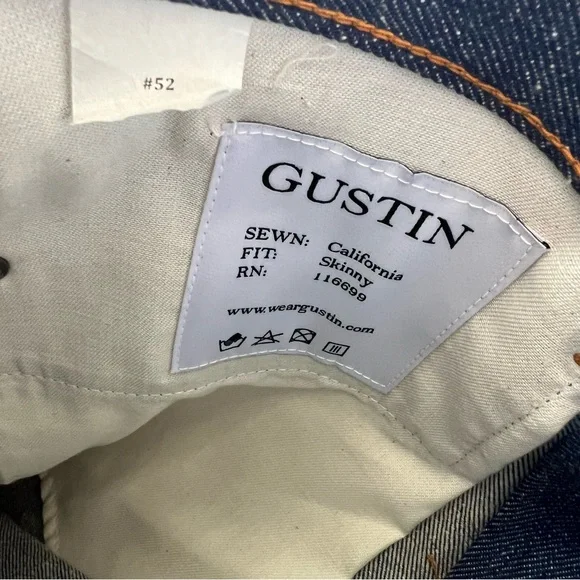 #52
GUSTIN
SEWN: California
FIT: Skinny
RN: 116699
www.weargustin.com